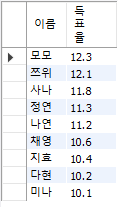 이름 득표율
모모 12.3
쯔위 12.1
사나 11.8
정연 11.3
나연 11.2
채영 10.6
지효 10.4
다현 10.2
미나 10.1